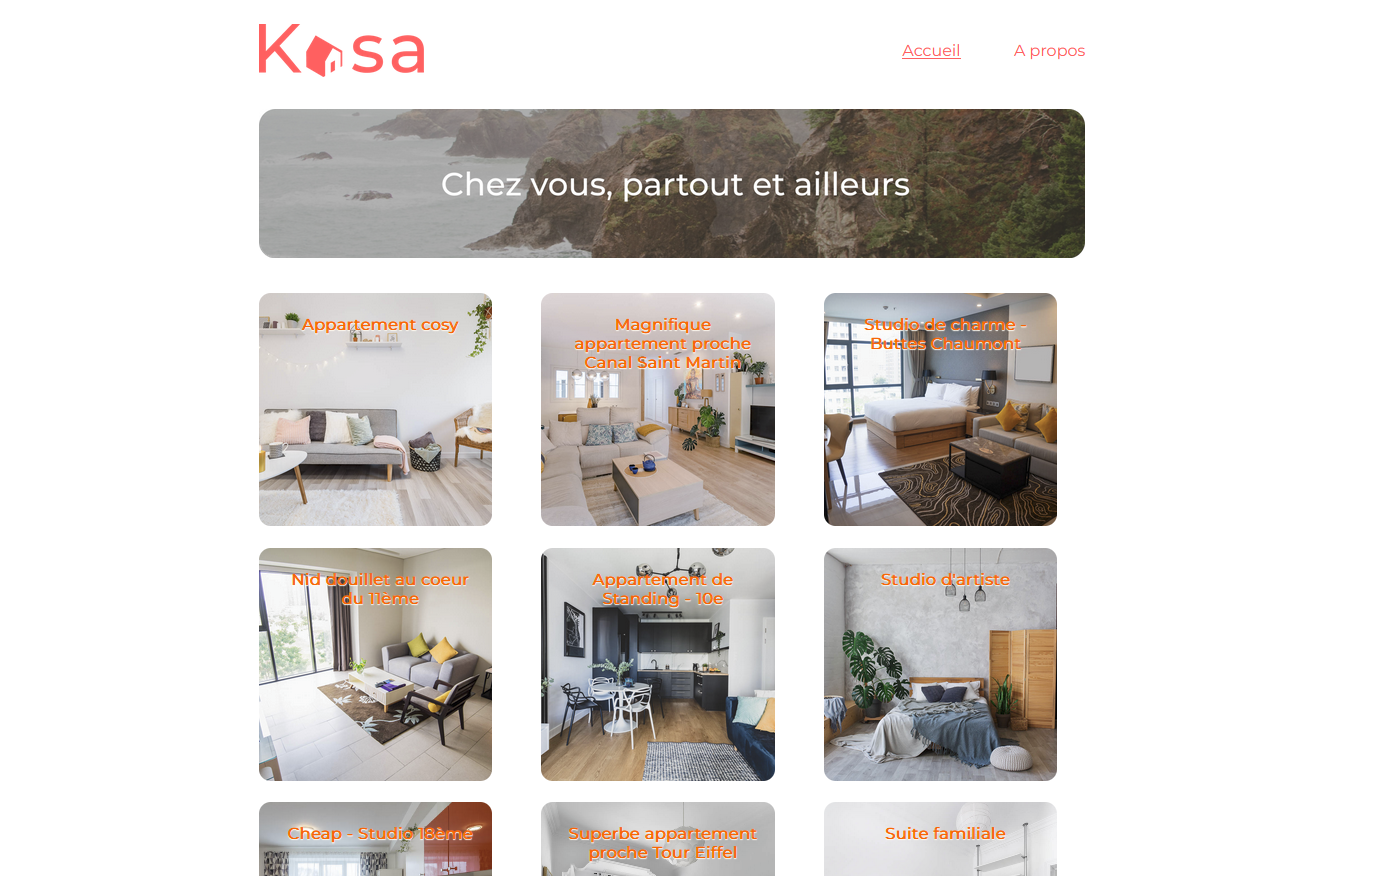 Kasa
Accueil
A propos
Chez vous, partout et ailleurs
Appartement cosy
Magnifique
appartement proche
Canal Saint Martin
Studio de charme -
Buttes Chaumont
Nid douillet au coeur
du 11ème
Appartement de
Standing - 10e
Studio d'artiste
Cheap - Studio 18ème
Superbe appartement
proche Tour Eiffel
Suite familiale